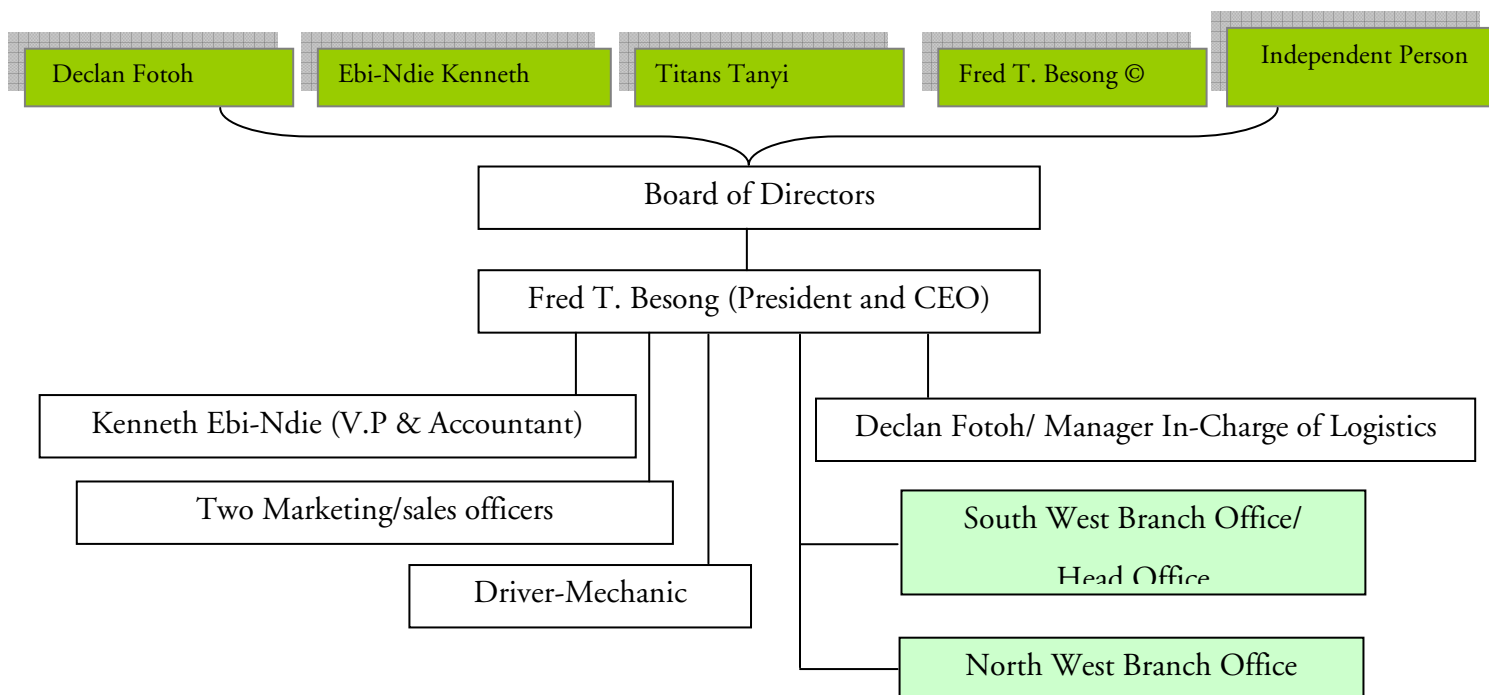 Declan Fotoh
Ebi-Ndie Kenneth
Titans Tanyi
Fred T. Besong ©
Independent Person
Board of Directors
Fred T. Besong (President and CEO)
Kenneth Ebi-Ndie (V.P & Accountant)
Declan Fotoh/ Manager In-Charge of Logistics
Two Marketing/sales officers
South West Branch Office/
Head Office
Driver-Mechanic
North West Branch Office